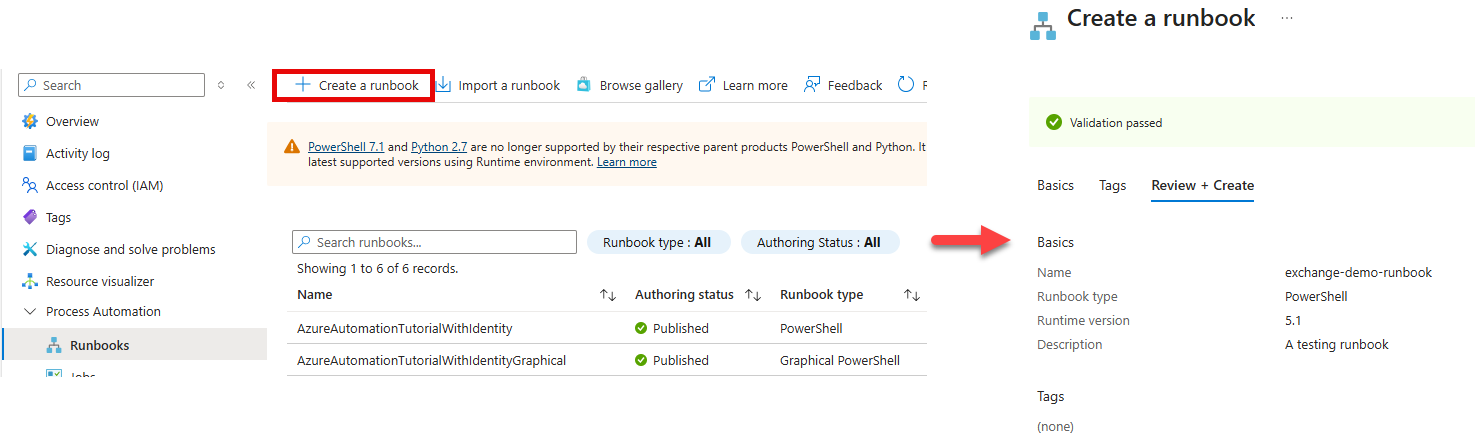 Search
Overview
Activity log
Access control (IAM)
Tags
Diagnose and solve problems
Resource visualizer
Process Automation
Runbooks
Jobs
Create a runbook
Import a runbook
Browse gallery
Learn more
Feedback
R
PowerShell 7.1 and Python 2.7 are no longer supported by their respective parent products PowerShell and Python. It
latest supported versions using Runtime environment. Learn more
Search runbooks...
Runbook type : All
Authoring Status : All
Showing 1 to 6 of 6 records.
Name
Authoring status
Runbook type
AzureAutomationTutorialWithIdentity
Published
PowerShell
AzureAutomationTutorialWithIdentityGraphical
Published
Graphical PowerShell
Create a runbook
...
Validation passed
Basics
Tags
Review + Create
Basics
Name
exchange-demo-runbook
Runbook type
PowerShell
Runtime version
5.1
Description
A testing runbook
Tags
(none)